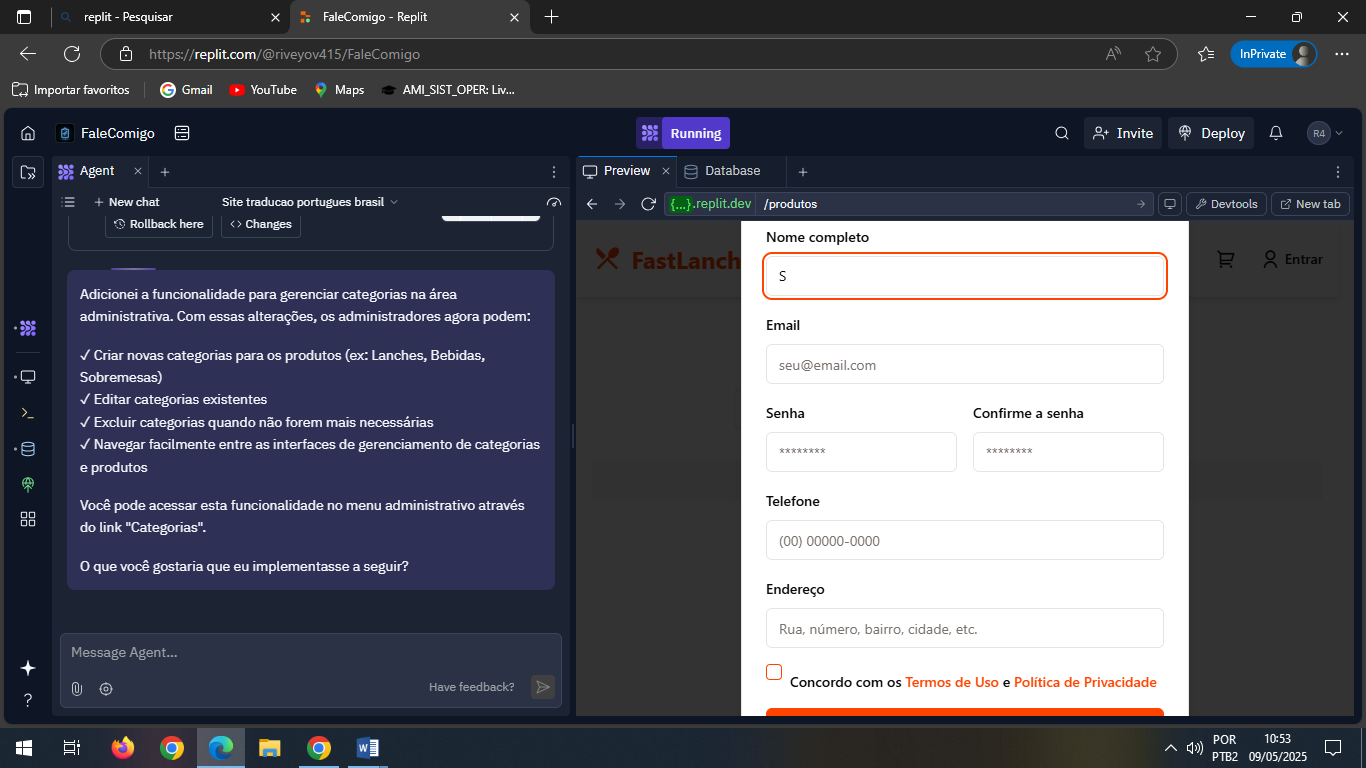 replit - Pesquisar
FaleComigo - Replit
https://replit.com/@riveyov415/FaleComigo
InPrivate
Importar favoritos
Gmail
YouTube
Maps
AMI_SIST_OPER: Liv...
FaleComigo
Running
Invite
Deploy
R4
Agent
Preview
Database
New chat
Site traducao portugues brasil
{...}.replit.dev
/produtos
Devtools
New tab
Rollback here
Changes
Adicionei a funcionalidade para gerenciar categorias na área
administrativa. Com essas alterações, os administradores agora podem:
✓ Criar novas categorias para os produtos (ex: Lanches, Bebidas,
Sobremesas)
✓ Editar categorias existentes
✓ Excluir categorias quando não forem mais necessárias
✓ Navegar facilmente entre as interfaces de gerenciamento de categorias
e produtos
Você pode acessar esta funcionalidade no menu administrativo através
do link "Categorias".
O que você gostaria que eu implementasse a seguir?
Message Agent...
Have feedback?
FastLanch
Entrar
Nome completo
S
Email
seu@email.com
Senha
Confirme a senha
********
********
Telefone
(00) 00000-0000
Endereço
Rua, número, bairro, cidade, etc.
Concordo com os Termos de Uso e Política de Privacidade
POR
PTB2
10:53
09/05/2025